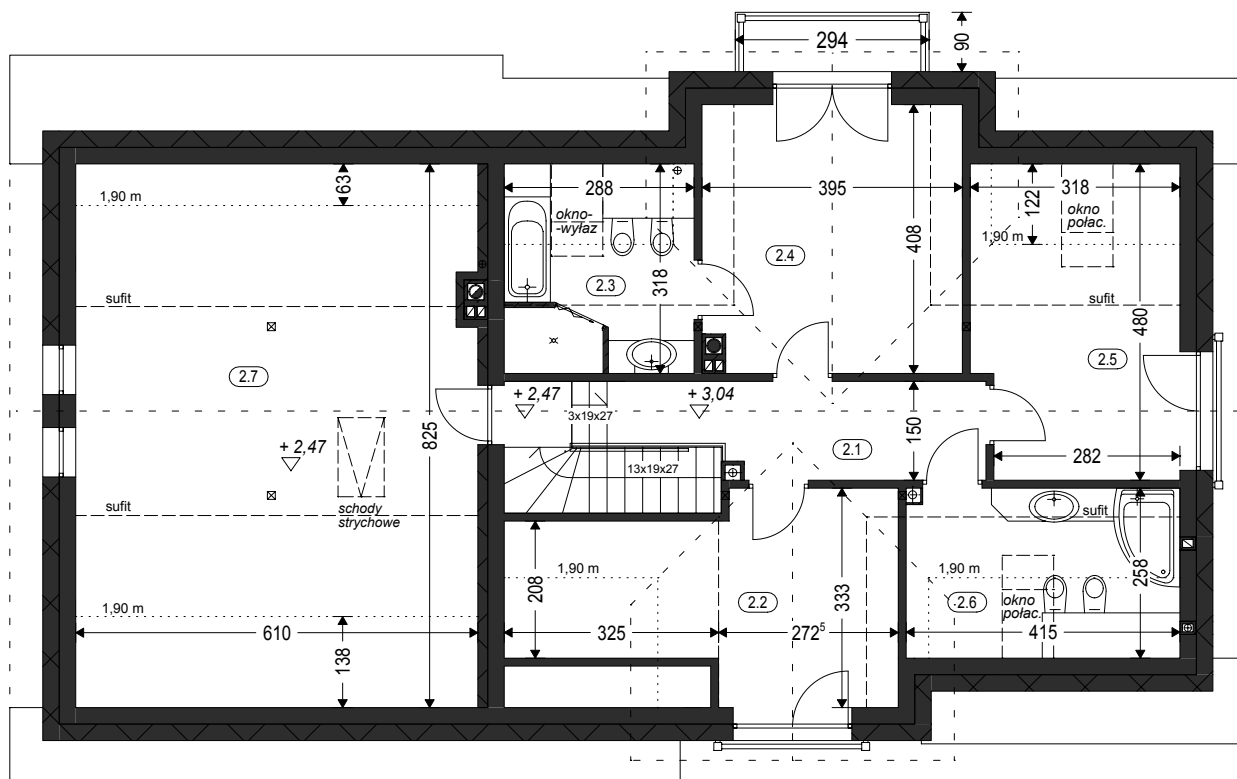 294
90
63
1,90 m
288
395
318
122
okno-
-wyłaz
okno
połac.
1,90 m
408
2.4
2.3
318
sufit
sufit
480
2.5
2.7
+ 2,47
+ 3,04
3x19x27
825
150
2.1
+ 2,47
13x19x27
282
schody
strychowe
sufit
sufit
1,90 m
1,90 m
258
208
333
2.2
2.6
okno
połac.
1,90 m
610
325
272⁵
415
138